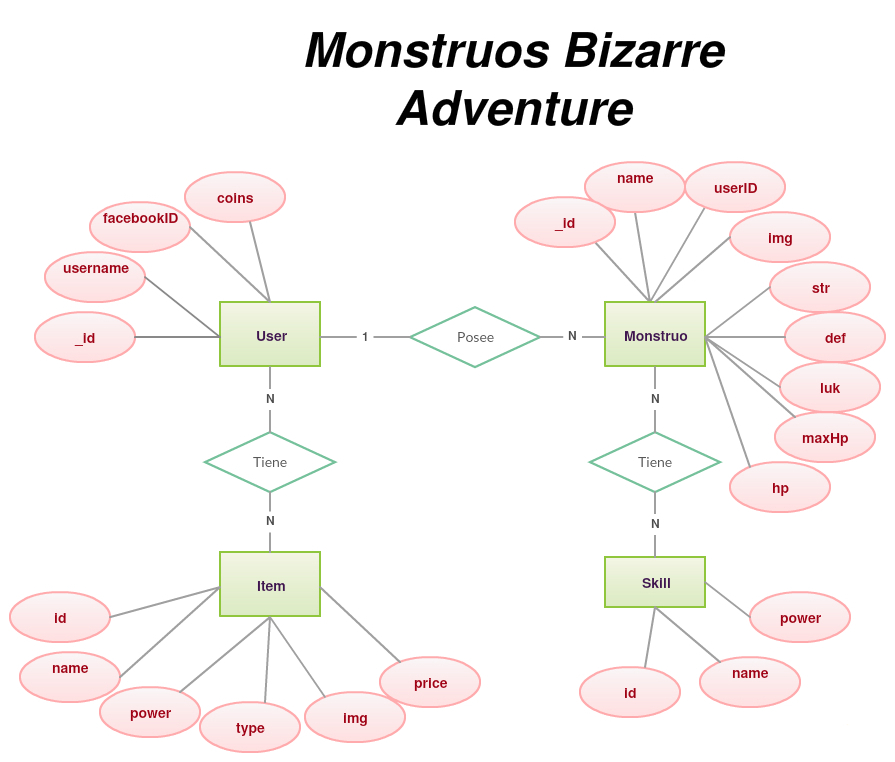 Monstruos Bizarre
Adventure
coins
facebookID
username
_id
User
1
Posee
N
Monstruo
_id
name
userID
img
str
def
luk
maxHp
hp
N
Tiene
N
N
Tiene
N
Item
id
name
power
type
img
price
Skill
power
name
id